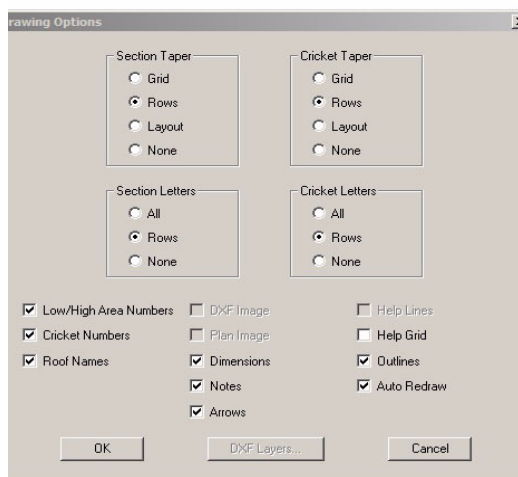 rawing Options
Section Taper
Grid
Rows
Layout
None
Cricket Taper
Grid
Rows
Layout
None
Section Letters
All
Rows
None
Cricket Letters
All
Rows
None
Low/High Area Numbers
Cricket Numbers
Roof Names
DXF Image
Plan Image
Dimensions
Notes
Arrows
Help Lines
Help Grid
Outlines
Auto Redraw
OK
DXF Layers...
Cancel